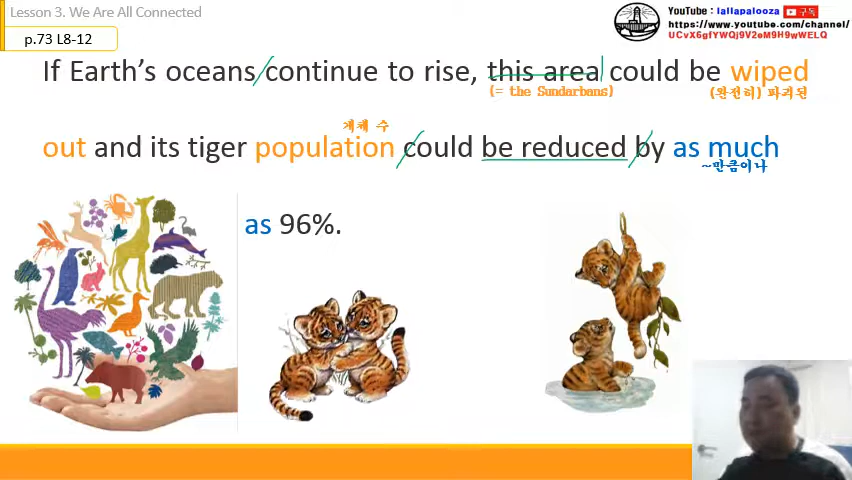 Lesson 3. We Are All Connected
p.73 L8-12
YouTube : lallapalooza 구독
https://www.youtube.com/channel/
UCvX6gfYWQj9V2eM9H9wWELQ
If Earth's oceans continue to rise, this area could be wiped
(= the Sundarbans) (완전히) 파괴된
개체 수
out and its tiger population could be reduced by as much
~만큼이나
as 96%.